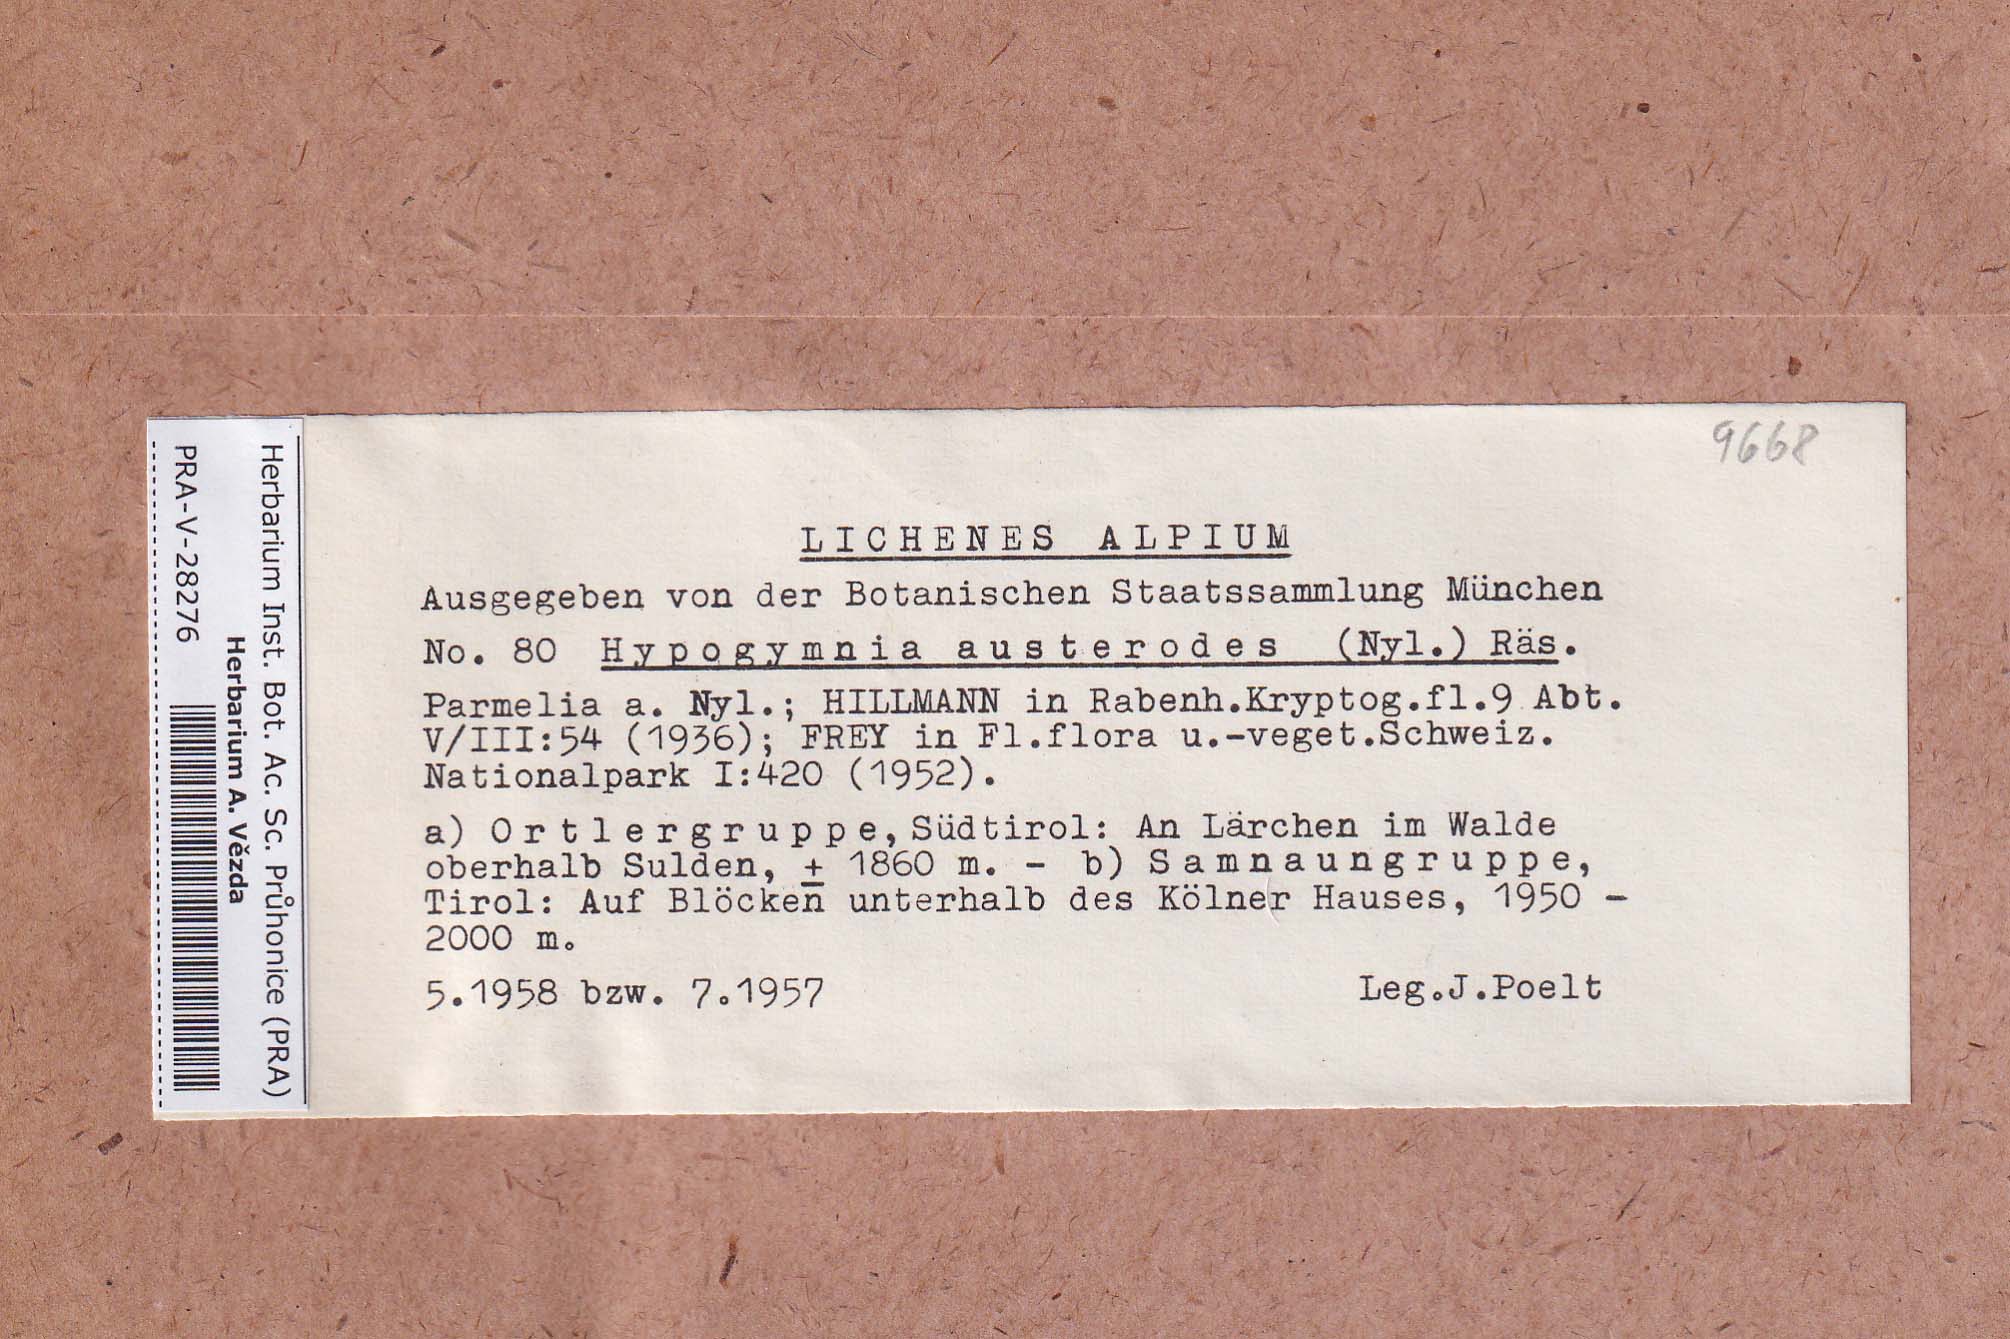 Herbarium Inst. Bot. Ac. Sc. Průhonice (PRA)
Herbarium A. Vězda
PRA-V-28276
9668
LICHENES ALPIUM
Ausgegeben von der Botanischen Staatssammlung München
No. 80 Hypogymnia austerodes (Nyl.) Räs.
Parmelia a. Nyl.; HILLMANN in Rabenh.Kryptog.fl.9 Abt.
V/III:54 (1936); FREY in Fl.flora u.-veget.Schweiz.
Nationalpark I:420 (1952).
a) Ortlergruppe, Südtirol: An Lärchen im Walde
oberhalb Sulden, ± 1860 m. - b) Samnaungruppe,
Tirol: Auf Blöcken unterhalb des Kölner Hauses, 1950 -
2000 m.
5.1958 bzw. 7.1957 Leg.J.Poelt